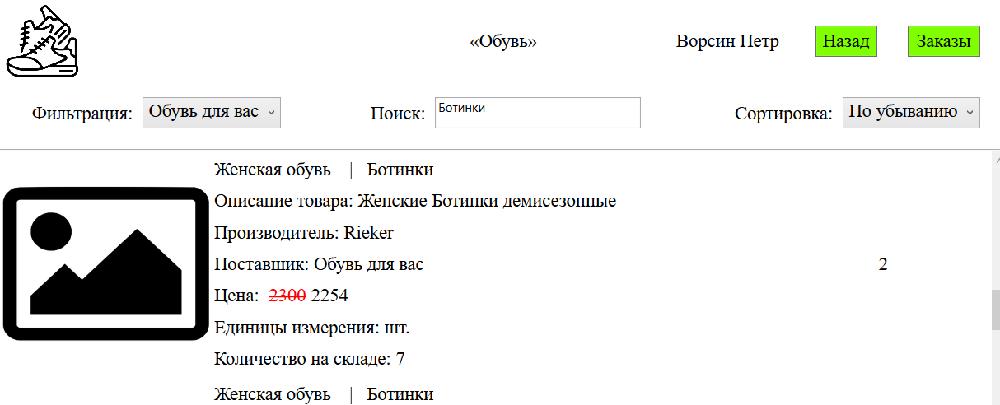 «Обувь» Ворсин Петр Назад Заказы
Фильтрация: Обувь для вас Поиск: Ботинки Сортировка: По убыванию
Женская обувь | Ботинки
Описание товара: Женские Ботинки демисезонные
Производитель: Rieker
Поставшик: Обувь для вас 2
Цена: 2300 2254
Единицы измерения: шт.
Количество на складе: 7
Женская обувь | Ботинки